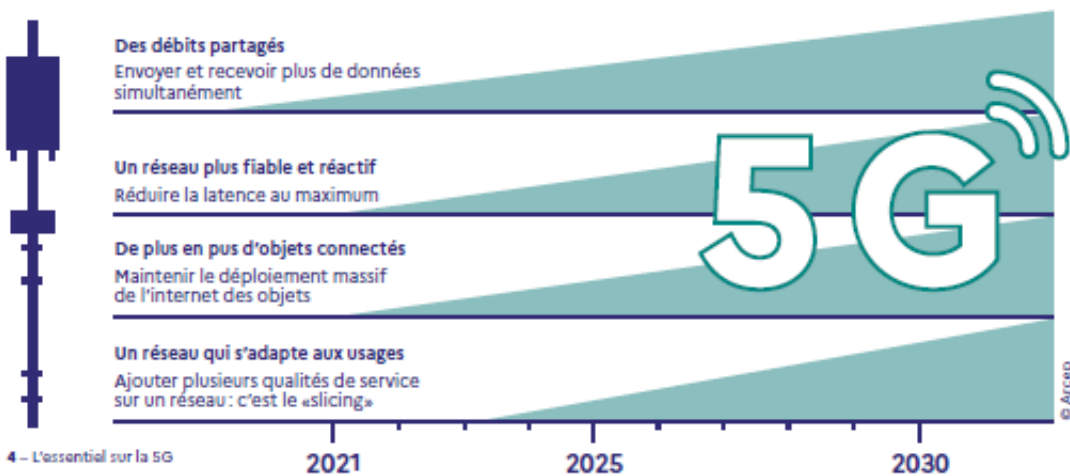 Des débits partagés
Envoyer et recevoir plus de données
simultanément
Un réseau plus fiable et réactif
Réduire la latence au maximum
De plus en pus d'objets connectés
Maintenir le déploiement massif
de l'internet des objets
Un réseau qui s'adapte aux usages
Ajouter plusieurs qualités de service
sur un réseau : c'est le «slicing»
5G
© Arcep
2021
2025
2030
4 – L'essentiel sur la 5G